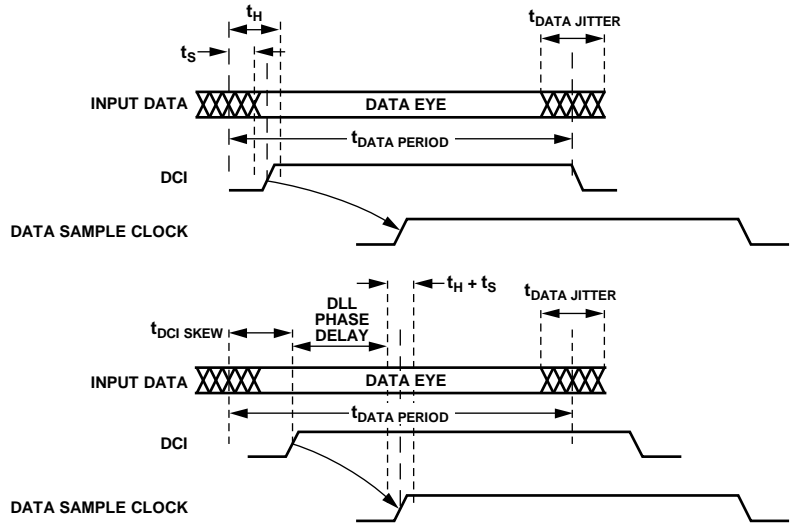 tH
tDATA JITTER
tS
INPUT DATA
DATA EYE
tDATA PERIOD
DCI
DATA SAMPLE CLOCK
tH + tS
DLL
PHASE
DELAY
tDATA JITTER
tDCI SKEW
INPUT DATA
DATA EYE
tDATA PERIOD
DCI
DATA SAMPLE CLOCK